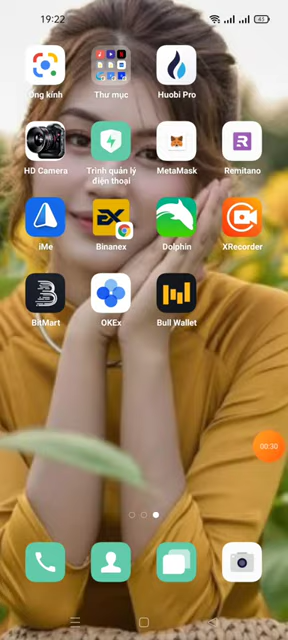 19:22
61
Ống kính
Thư mục
Huobi Pro
HD Camera
Trình quản lý
điện thoại
MetaMask
Remitano
iMe
Binanex
Dolphin
XRecorder
BitMart
OKEx
Bull Wallet
00:30